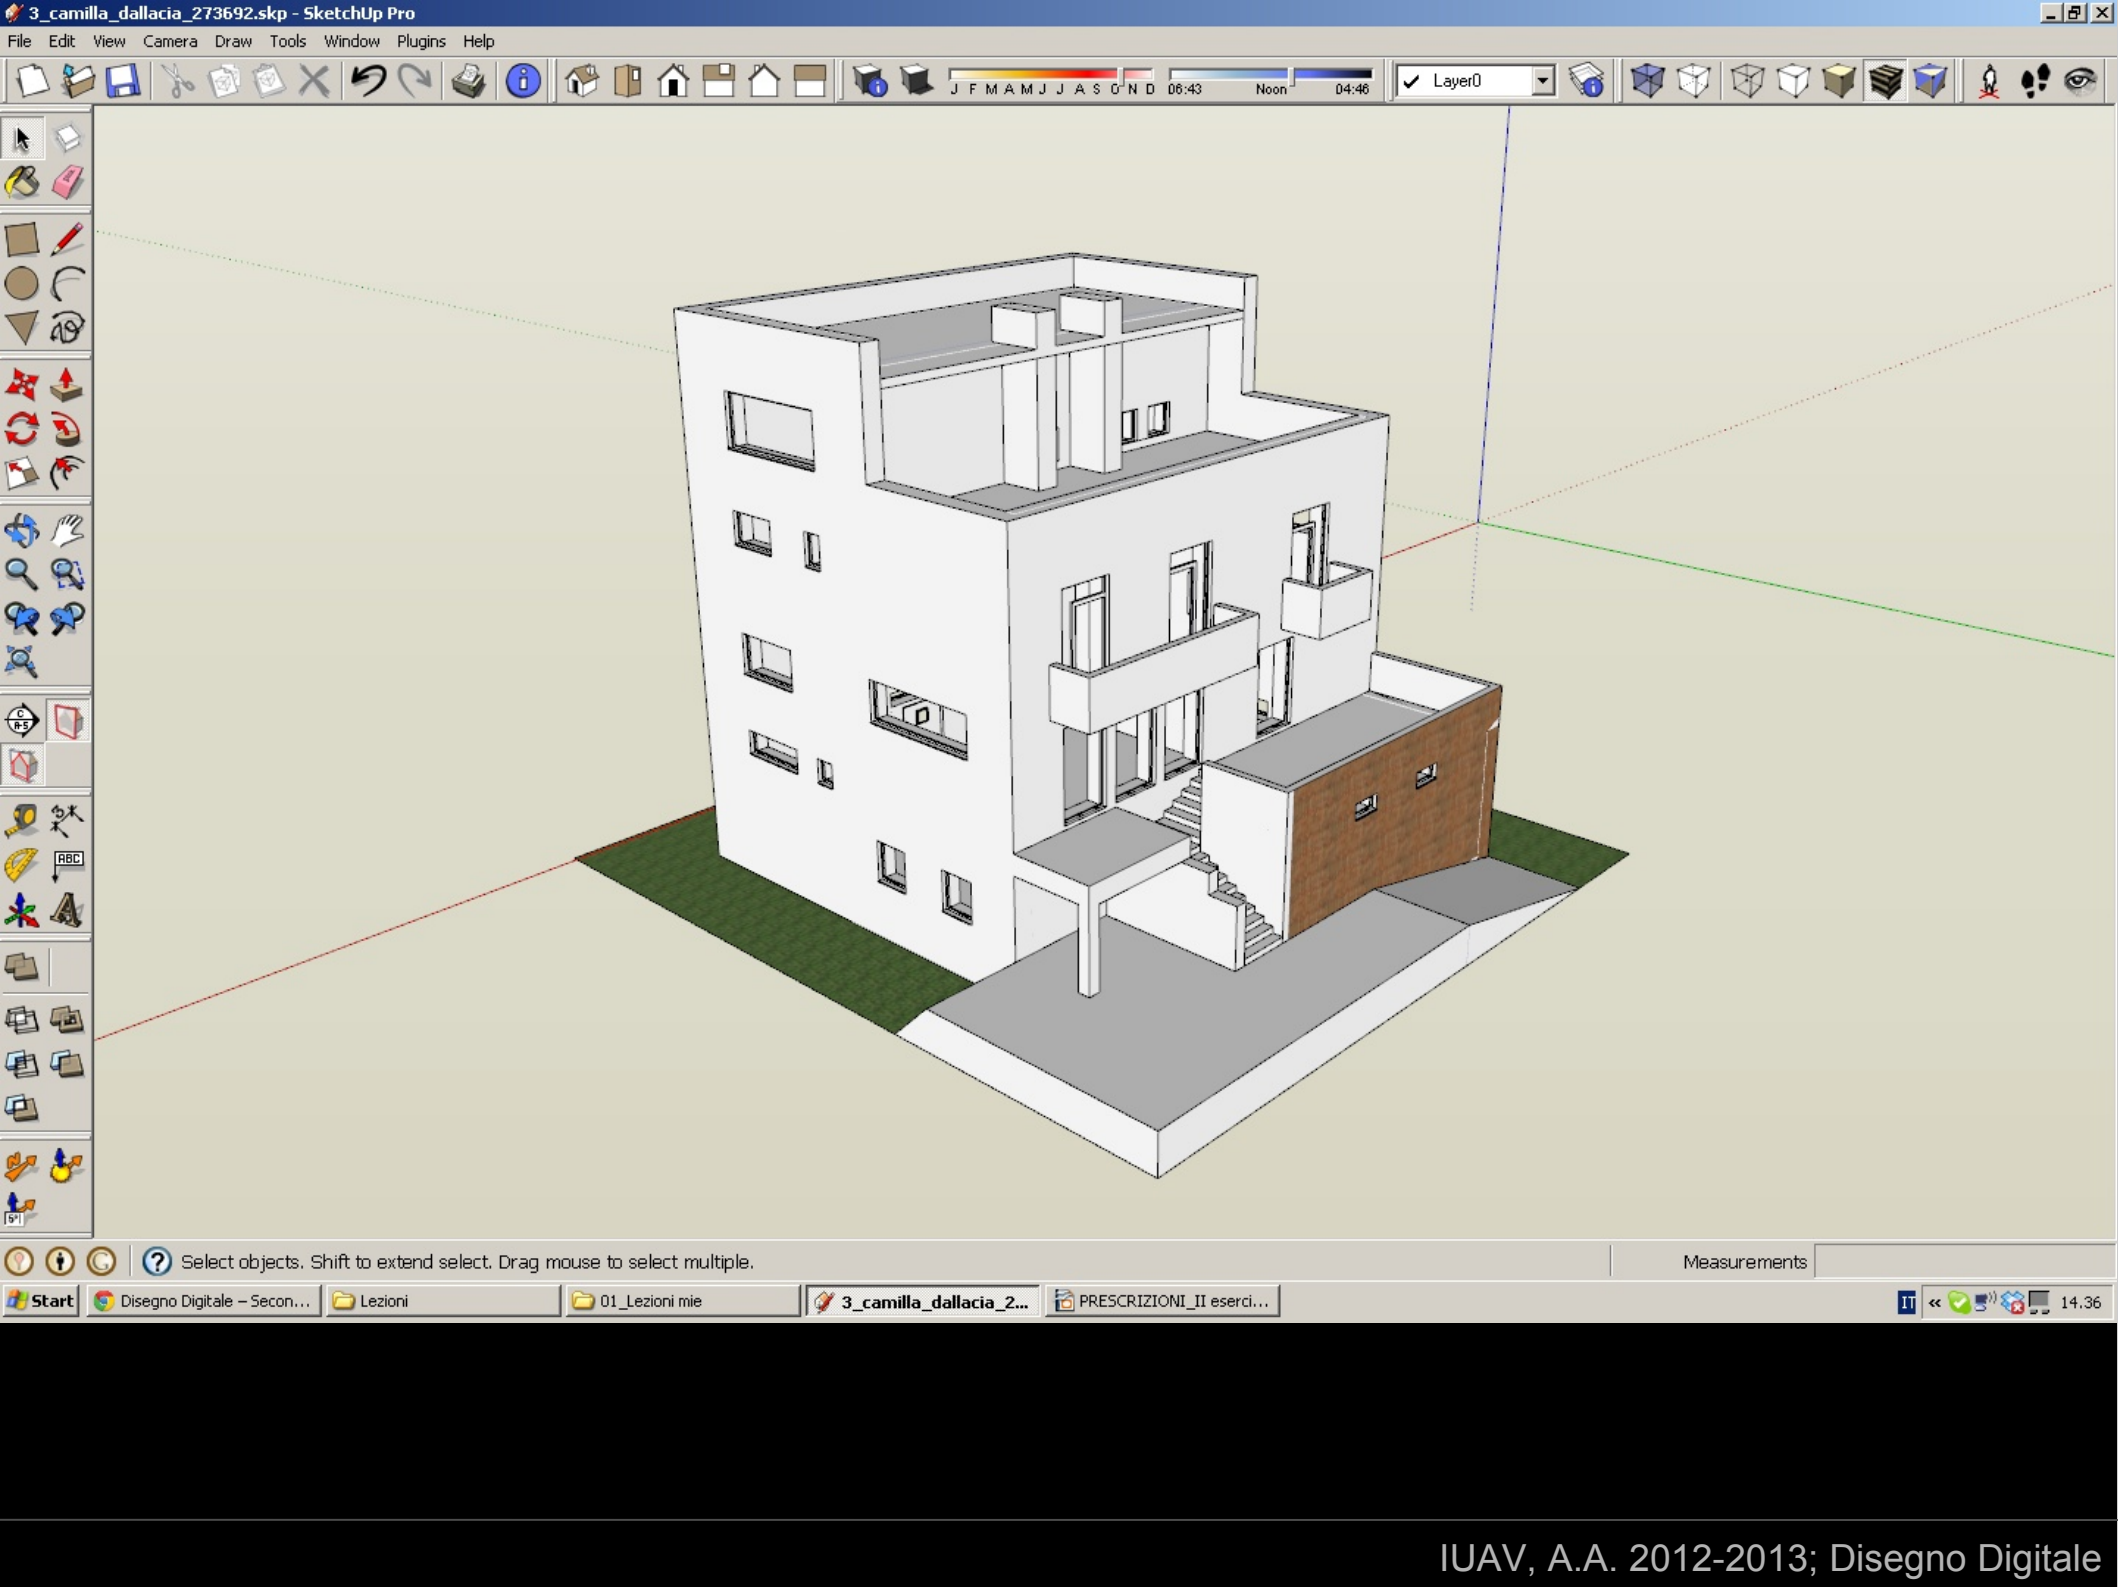 3_camilla_dallacia_273692.skp - SketchUp Pro
File Edit View Camera Draw Tools Window Plugins Help
J F M A M J J A S O N D 06:43 Noon 04:46 Layer0
ABC
Select objects. Shift to extend select. Drag mouse to select multiple.
Measurements
Start Disegno Digitale – Secon... Lezioni 01_Lezioni mie 3_camilla_dallacia_2... PRESCRIZIONI_II eserci... IT « 14.36
IUAV, A.A. 2012-2013; Disegno Digitale